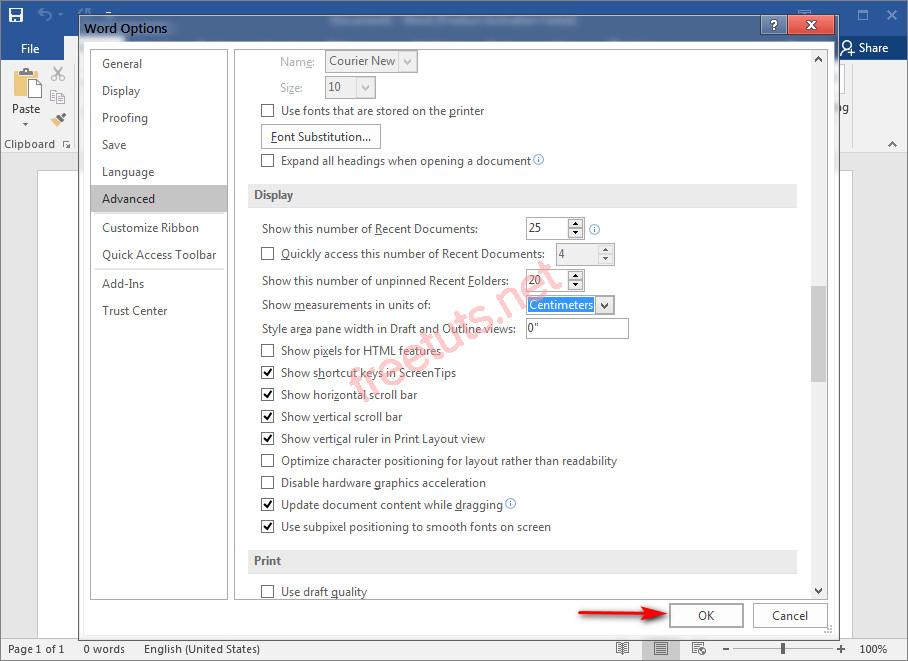 Word Options
File
Share
Paste
Clipboard
General
Display
Proofing
Save
Language
Advanced
Customize Ribbon
Quick Access Toolbar
Add-Ins
Trust Center
Name: Courier New
Size: 10
Use fonts that are stored on the printer
Font Substitution...
Expand all headings when opening a document
Display
Show this number of Recent Documents: 25
Quickly access this number of Recent Documents: 4
Show this number of unpinned Recent Folders: 20
Show measurements in units of: Centimeters
Style area pane width in Draft and Outline views: 0"
Show pixels for HTML features
Show shortcut keys in ScreenTips
Show horizontal scroll bar
Show vertical scroll bar
Show vertical ruler in Print Layout view
Optimize character positioning for layout rather than readability
Disable hardware graphics acceleration
Update document content while dragging
Use subpixel positioning to smooth fonts on screen
Print
Use draft quality
freetuts.net
OK Cancel
Page 1 of 1 0 words English (United States) 100%